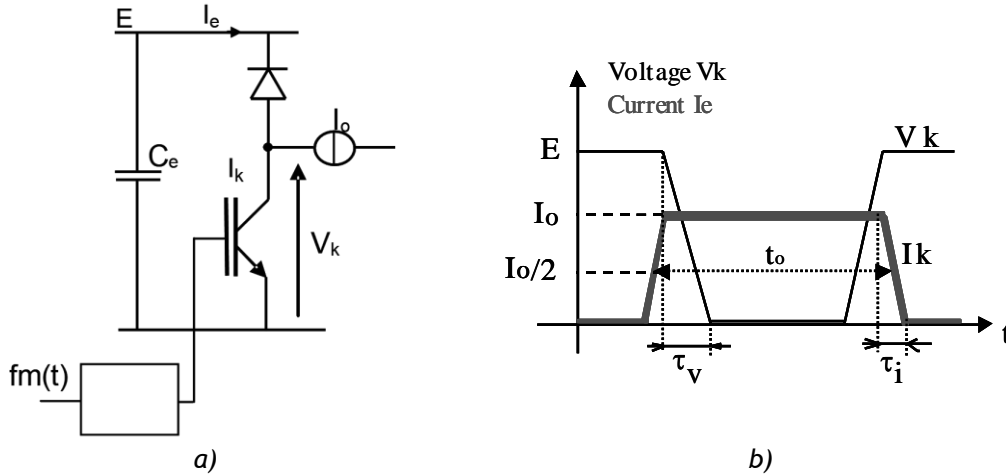 E
Ie
Io
Ce
Ik
Vk
fm(t)
a)
Voltage Vk
Current Ie
E
Vk
Io
to
Ik
Io/2
t
τv
τi
b)